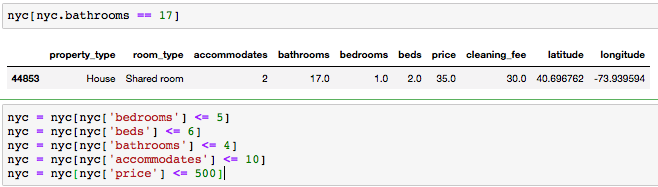 nyc[nyc.bathrooms == 17]
property_type room_type accommodates bathrooms bedrooms beds price cleaning_fee latitude longitude
44853 House Shared room 2 17.0 1.0 2.0 35.0 30.0 40.696762 -73.939594
nyc = nyc[nyc['bedrooms'] <= 5]
nyc = nyc[nyc['beds'] <= 6]
nyc = nyc[nyc['bathrooms'] <= 4]
nyc = nyc[nyc['accommodates'] <= 10]
nyc = nyc[nyc['price'] <= 500]